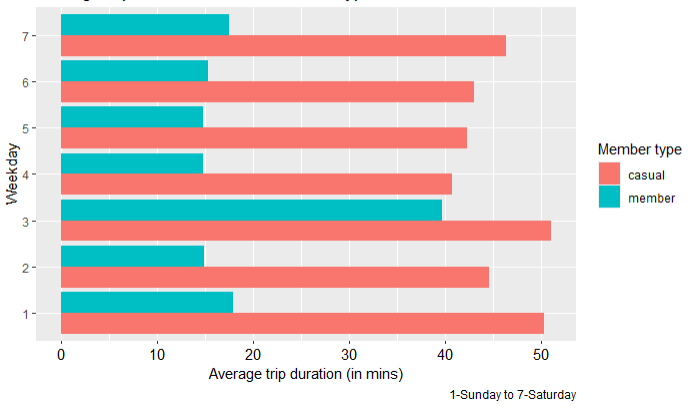 7
6
5
4
3
2
1
Weekday
0 10 20 30 40 50
Average trip duration (in mins)
1-Sunday to 7-Saturday
Member type
casual
member